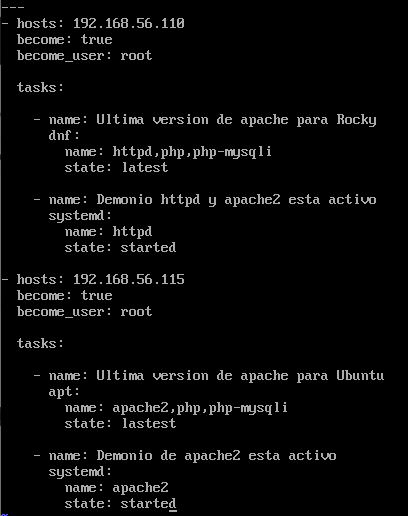 ---
- hosts: 192.168.56.110
  become: true
  become_user: root

  tasks:

    - name: Ultima version de apache para Rocky
      dnf:
        name: httpd,php,php-mysqli
        state: latest

    - name: Demonio httpd y apache2 esta activo
      systemd:
        name: httpd
        state: started

- hosts: 192.168.56.115
  become: true
  become_user: root

  tasks:

    - name: Ultima version de apache para Ubuntu
      apt:
        name: apache2,php,php-mysqli
        state: lastest

    - name: Demonio de apache2 esta activo
      systemd:
        name: apache2
        state: started
~